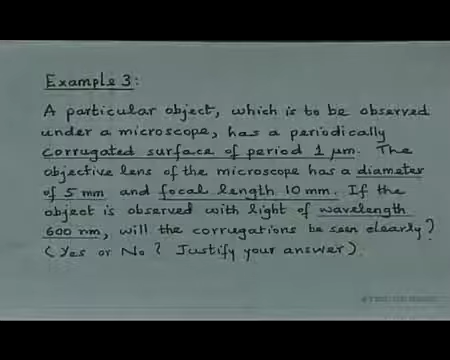 Example 3:
A particular object, which is to be observed
under a microscope, has a periodically
corrugated surface of period 1 μm. The
objective lens of the microscope has a diameter
of 5 mm and focal length 10 mm. If the
object is observed with light of wavelength
600 nm, will the corrugations be seen clearly?
(Yes or No? Justify your answer).